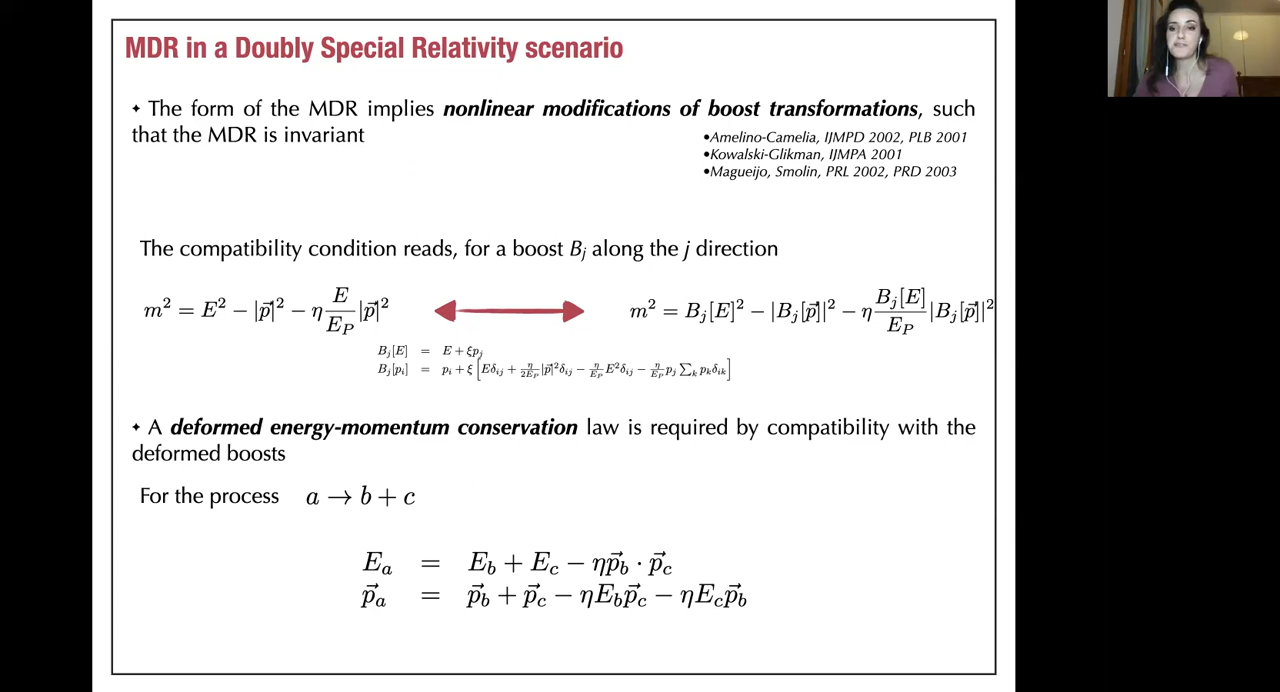 MDR in a Doubly Special Relativity scenario
✦ The form of the MDR implies nonlinear modifications of boost transformations, such
that the MDR is invariant
•Amelino-Camelia, IJMPD 2002, PLB 2001
•Kowalski-Glikman, IJMPA 2001
•Magueijo, Smolin, PRL 2002, PRD 2003
The compatibility condition reads, for a boost B_j along the j direction
m² = E² − |p⃗|² − η E/E_P |p⃗|²
m² = B_j[E]² − |B_j[p⃗]||² − η B_j[E]/E_P |B_j[p⃗]||²
B_j[E] = E + ξp_j
B_j[p_i] = p_i + ξ [Eδ_ij + η/2E_P |p⃗|²δ_ij − η/E_P E²δ_ij − η/E_P p_j ∑_k p_kδ_ik]
✦ A deformed energy-momentum conservation law is required by compatibility with the
deformed boosts
For the process a → b + c
E_a = E_b + E_c − ηp⃗_b · p⃗_c
p⃗_a = p⃗_b + p⃗_c − ηE_bp⃗_c − ηE_cp⃗_b